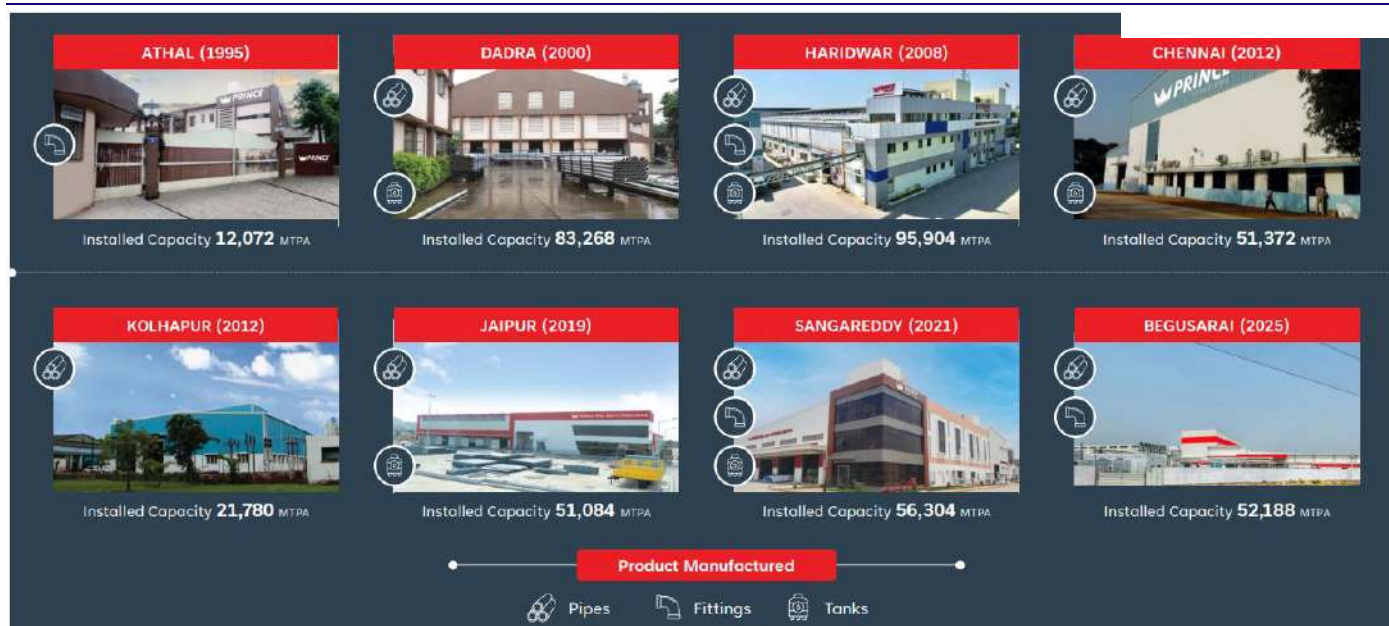 ATHAL (1995)
DADRA (2000)
HARIDWAR (2008)
CHENNAI (2012)
PRINCE
PRINCE
PRINCE
Installed Capacity 12,072 MTPA
Installed Capacity 83,268 MTPA
Installed Capacity 95,904 MTPA
Installed Capacity 51,372 MTPA
KOLHAPUR (2012)
JAIPUR (2019)
SANGAREDDY (2021)
BEGUSARAI (2025)
Installed Capacity 21,780 MTPA
Installed Capacity 51,084 MTPA
Installed Capacity 56,304 MTPA
Installed Capacity 52,188 MTPA
Product Manufactured
Pipes
Fittings
Tanks